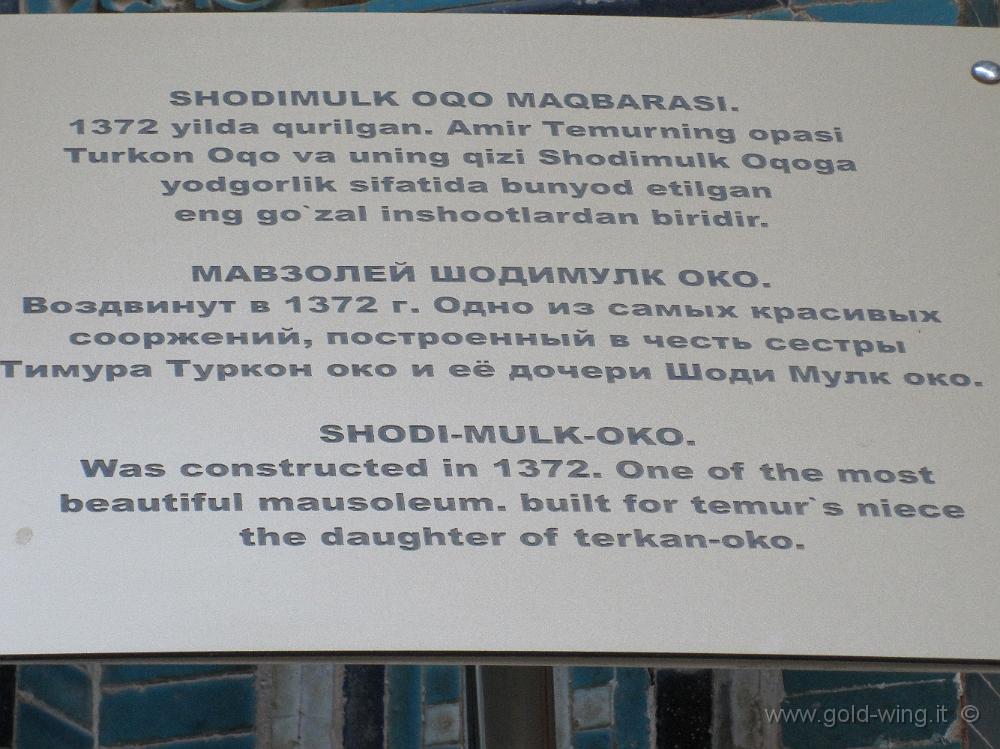 SHODIMULK OQO MAQBARASI.
1372 yilda qurilgan. Amir Temurning opasi
Turkon Oqo va uning qizi Shodimulk Oqoga
yodgorlik sifatida bunyod etilgan
eng go`zal inshootlardan biridir.
МАВЗОЛЕЙ ШОДИМУЛК ОКО.
Воздвинут в 1372 г. Одно из самых красивых
сооржений, построенный в честь сестры
Тимура Туркон око и её дочери Шоди Мулк око.
SHODI-MULK-OKO.
Was constructed in 1372. One of the most
beautiful mausoleum. built for temur`s niece
the daughter of terkan-oko.
www.gold-wing.it ©